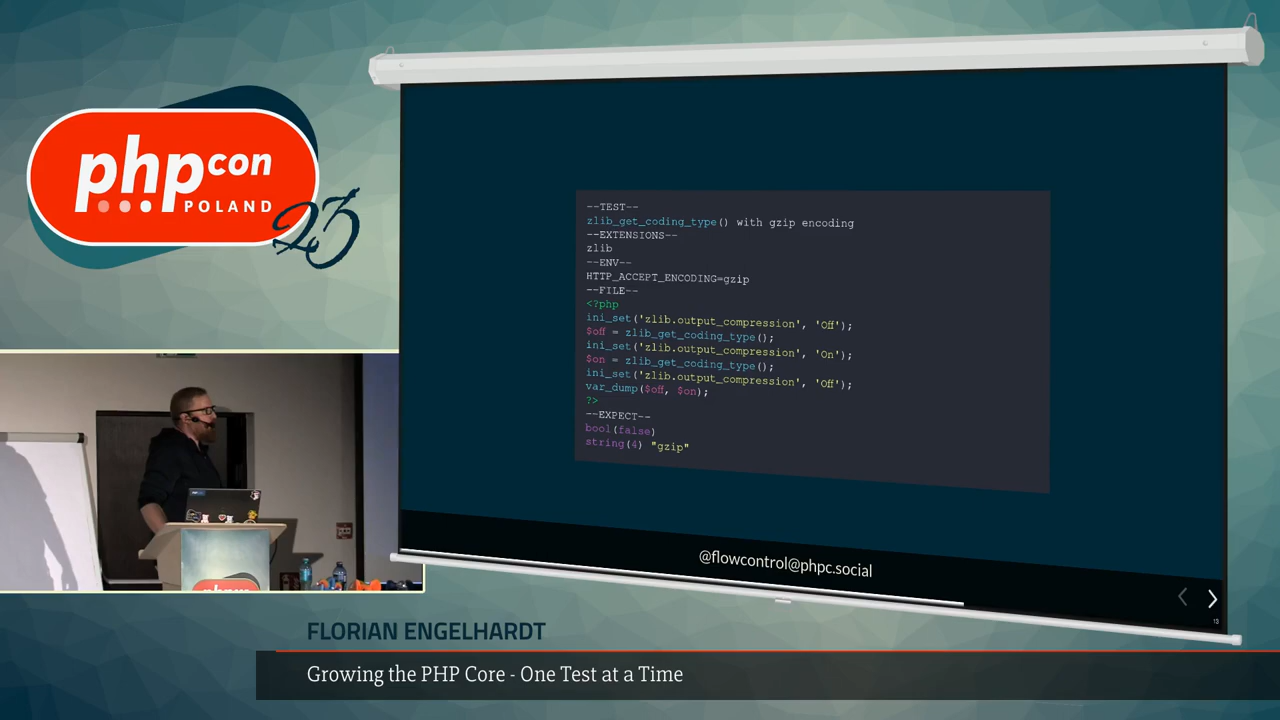 phpcon
POLAND
23
--TEST--
zlib_get_coding_type() with gzip encoding
--EXTENSIONS--
zlib
--ENV--
HTTP_ACCEPT_ENCODING=gzip
--FILE--
<?php
ini_set('zlib.output_compression', 'Off');
$off = zlib_get_coding_type();
ini_set('zlib.output_compression', 'On');
$on = zlib_get_coding_type();
ini_set('zlib.output_compression', 'Off');
var_dump($off, $on);
?>
--EXPECT--
bool(false)
string(4) "gzip"
@flowcontrol@phpc.social
13
FLORIAN ENGELHARDT
Growing the PHP Core - One Test at a Time